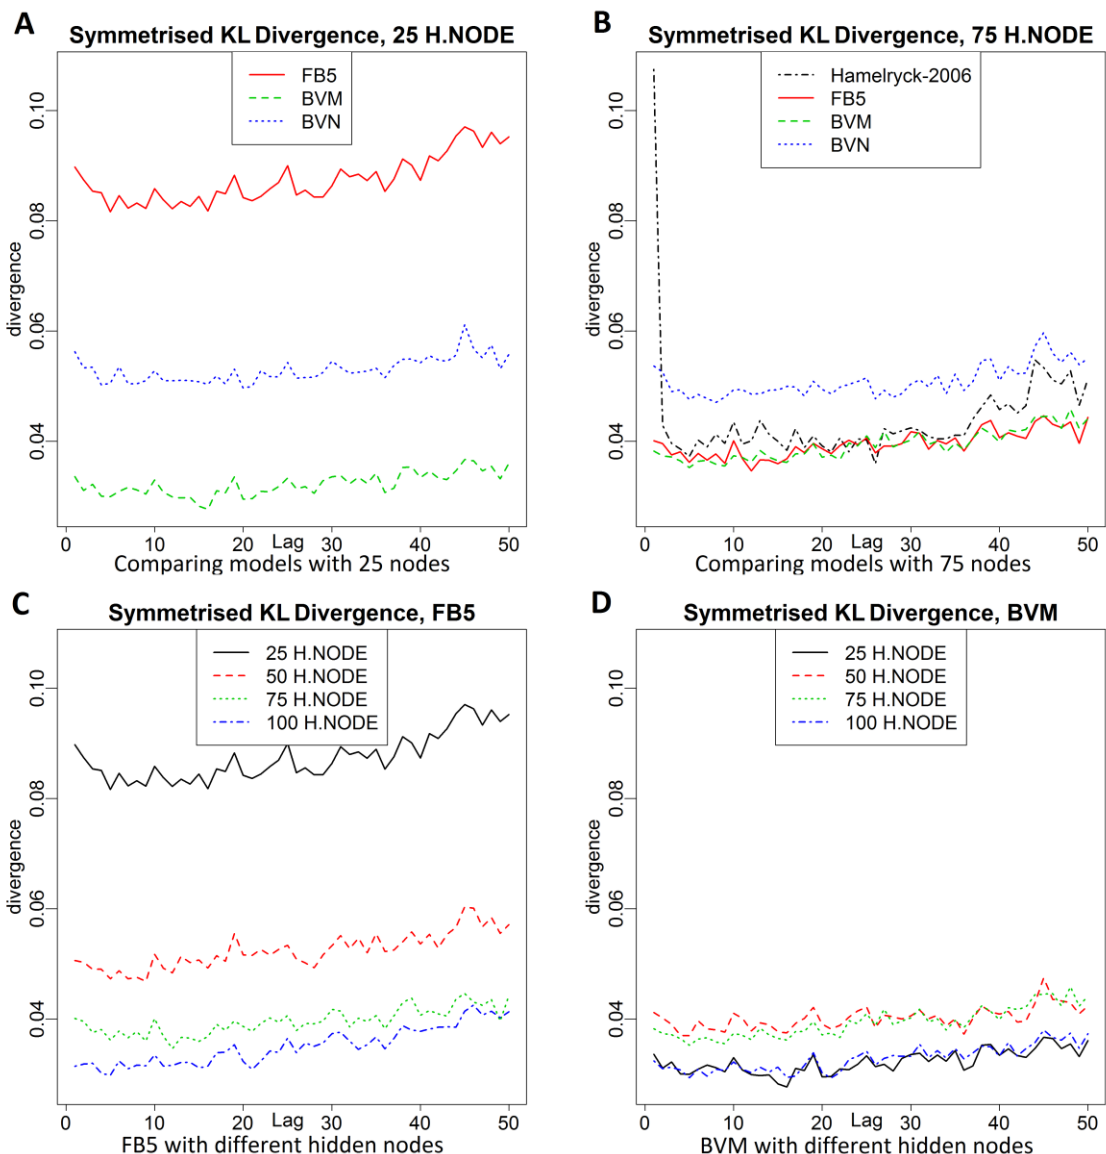 A
Symmetrised KL Divergence, 25 H.NODE
FB5
BVM
BVN
divergence
0.04
0.06
0.08
0.10
0
10
20
Lag
30
40
50
Comparing models with 25 nodes
B
Symmetrised KL Divergence, 75 H.NODE
Hamelryck-2006
FB5
BVM
BVN
divergence
0.04
0.06
0.08
0.10
0
10
20
Lag
30
40
50
Comparing models with 75 nodes
C
Symmetrised KL Divergence, FB5
25 H.NODE
50 H.NODE
75 H.NODE
100 H.NODE
divergence
0.04
0.06
0.08
0.10
0
10
20
Lag
30
40
50
FB5 with different hidden nodes
D
Symmetrised KL Divergence, BVM
25 H.NODE
50 H.NODE
75 H.NODE
100 H.NODE
divergence
0.04
0.06
0.08
0.10
0
10
20
Lag
30
40
50
BVM with different hidden nodes